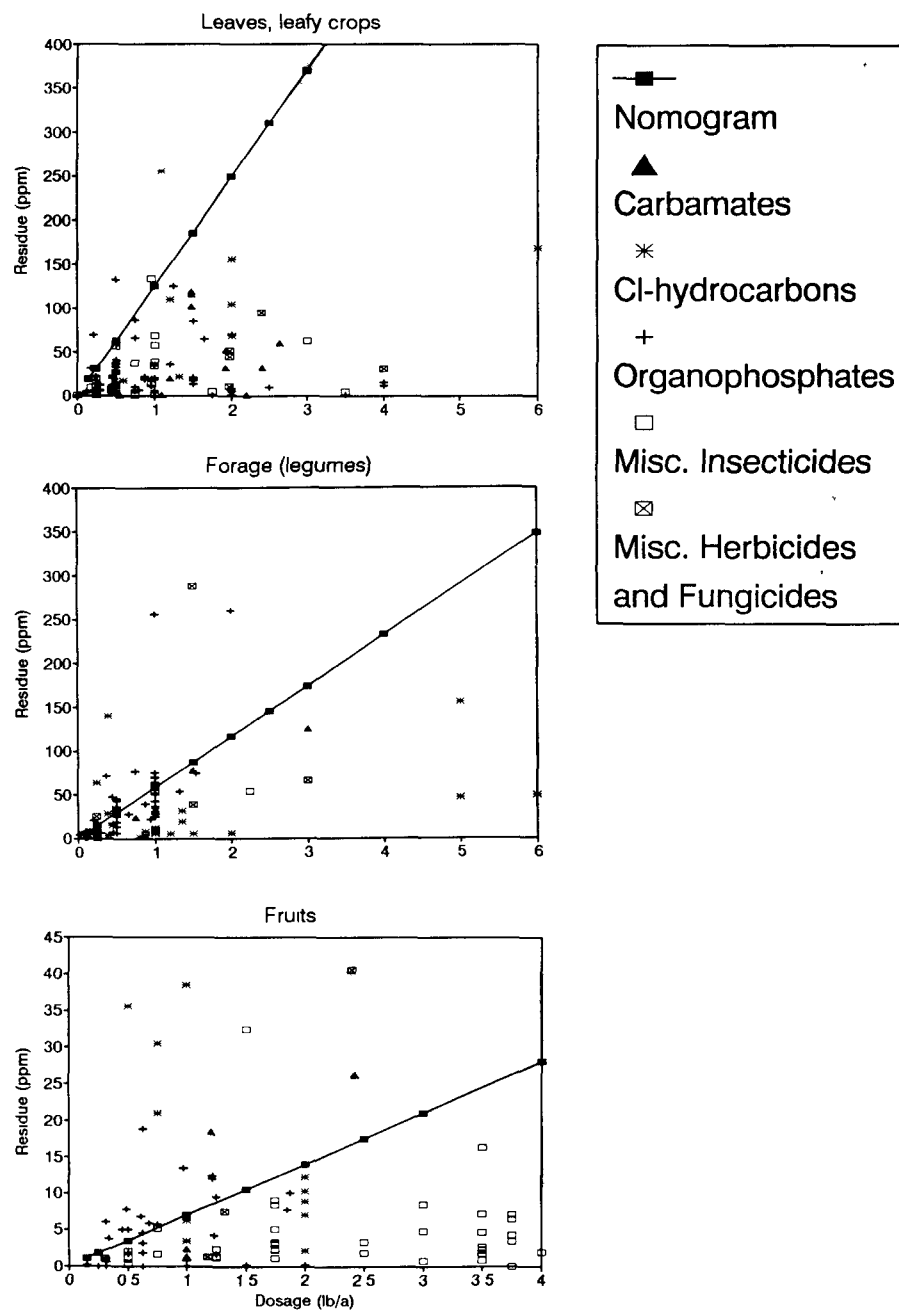 Leaves, leafy crops
400
350
300
250
200
150
100
50
0
Residue (ppm)
0 1 2 3 4 5 6
Nomogram
Carbamates
Cl-hydrocarbons
Organophosphates
Misc. Insecticides
Misc. Herbicides
and Fungicides
Forage (legumes)
400
350
300
250
200
150
100
50
0
Residue (ppm)
0 1 2 3 4 5 6
Fruits
45
40
35
30
25
20
15
10
5
0
Residue (ppm)
0 0 5 1 1 5 2 2 5 3 3 5 4
Dosage (lb/a)